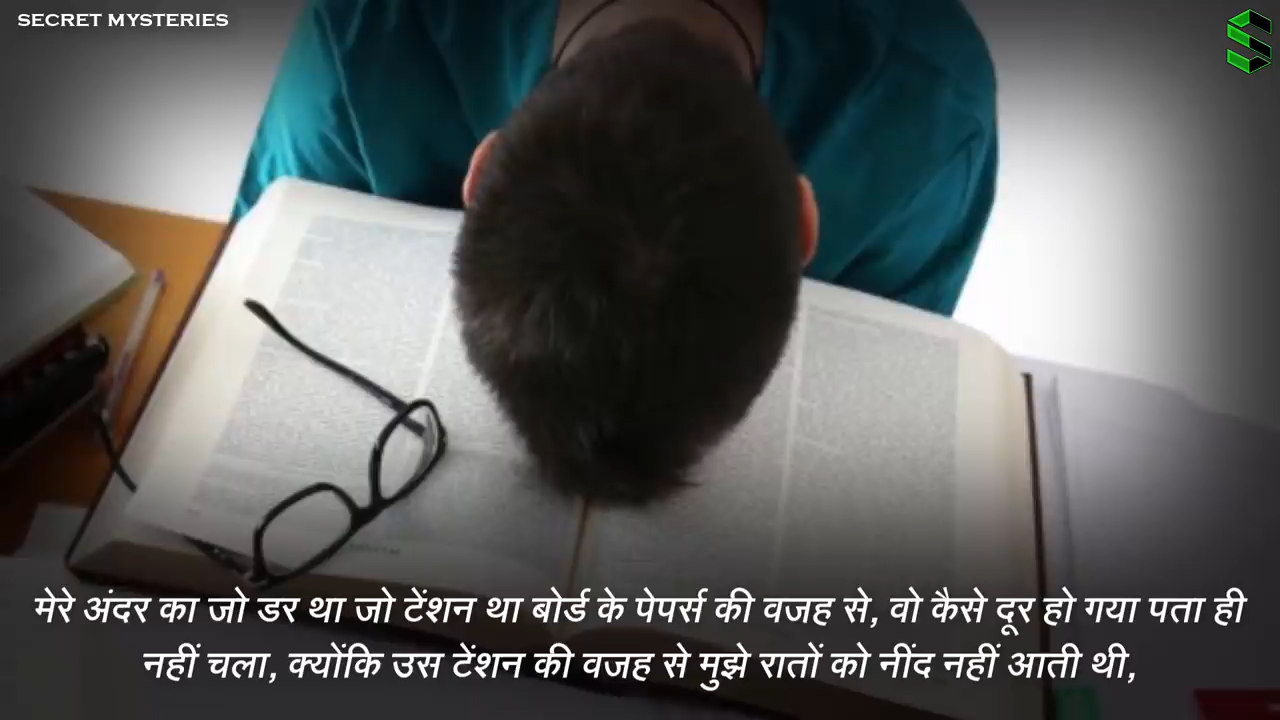 SECRET MYSTERIES
मेरे अंदर का जो डर था जो टेंशन था बोर्ड के पेपर्स की वजह से, वो कैसे दूर हो गया पता ही
नहीं चला, क्योंकि उस टेंशन की वजह से मुझे रातों को नींद नहीं आती थी,